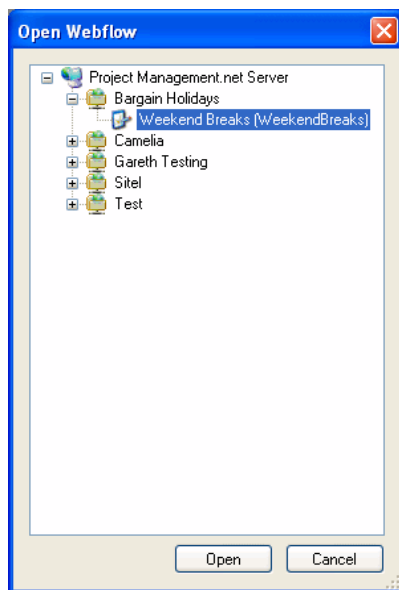 Open Webflow
Project Management.net Server
Bargain Holidays
Weekend Breaks (WeekendBreaks)
Camelia
Gareth Testing
Sitel
Test
Open Cancel